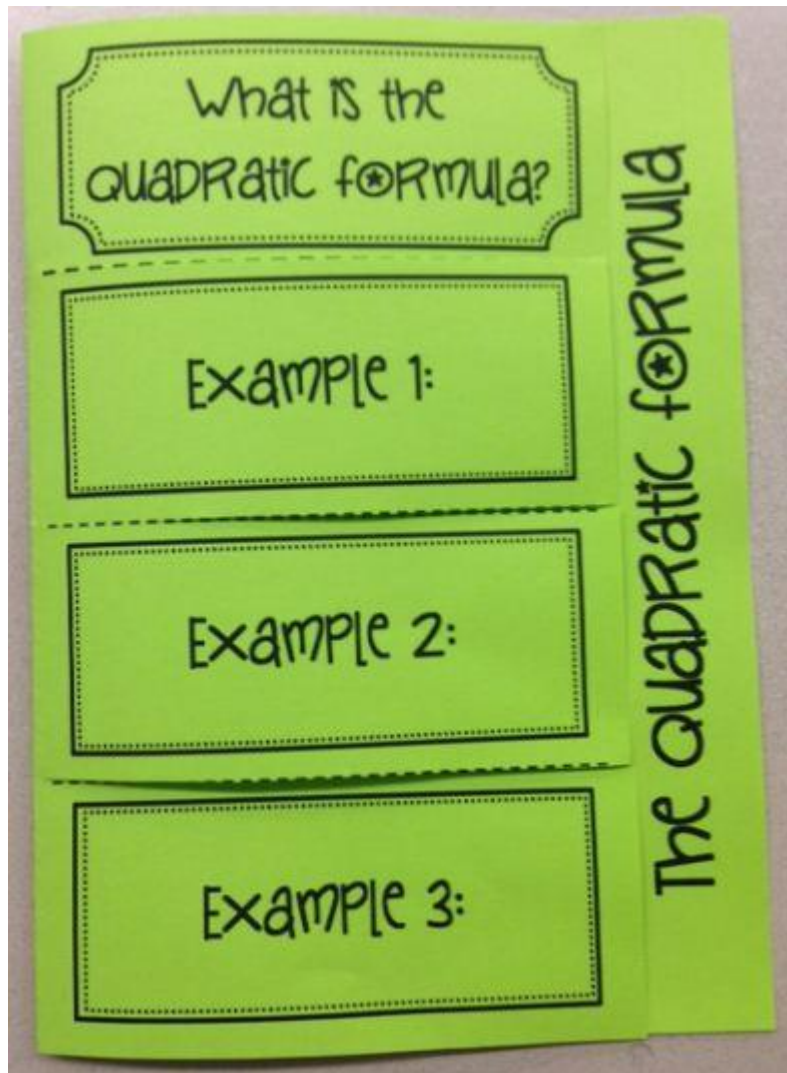 What is the
quadratic formula?
Example 1:
Example 2:
Example 3:
The quadratic formula